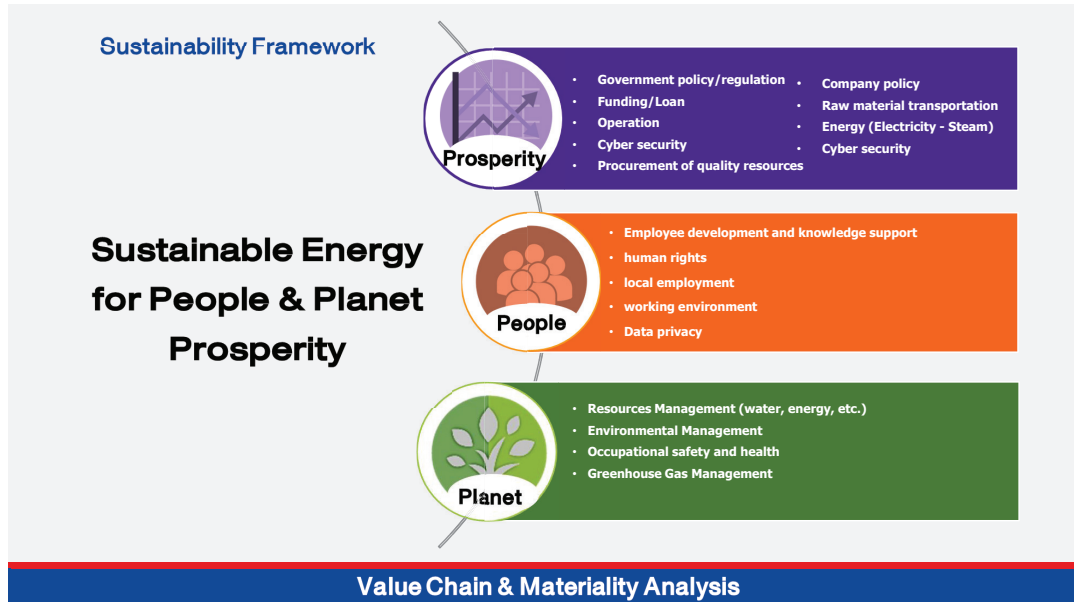 Sustainability Framework
Sustainable Energy
for People & Planet
Prosperity
Prosperity
• Government policy/regulation
• Funding/Loan
• Operation
• Cyber security
• Procurement of quality resources
• Company policy
• Raw material transportation
• Energy (Electricity - Steam)
• Cyber security
People
• Employee development and knowledge support
• human rights
• local employment
• working environment
• Data privacy
Planet
• Resources Management (water, energy, etc.)
• Environmental Management
• Occupational safety and health
• Greenhouse Gas Management
Value Chain & Materiality Analysis